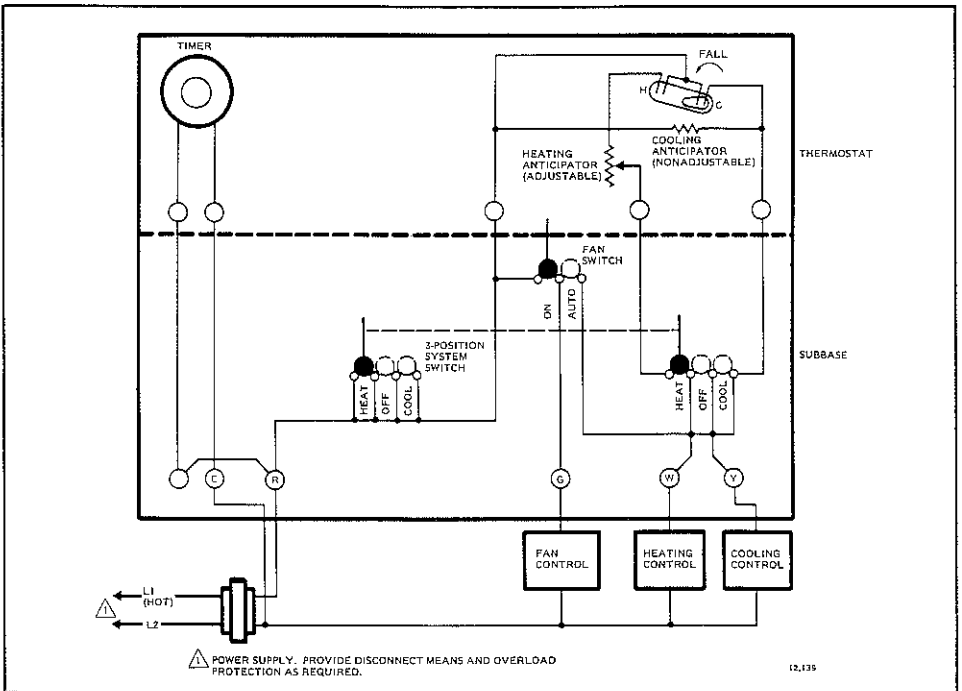 TIMER
FALL
H
C
HEATING
ANTICIPATOR
(ADJUSTABLE)
COOLING
ANTICIPATOR
(NONADJUSTABLE)
THERMOSTAT
FAN
SWITCH
ON
AUTO
3-POSITION
SYSTEM
SWITCH
HEAT
OFF
COOL
HEAT
OFF
COOL
SUBBASE
C
R
G
W
Y
FAN
CONTROL
HEATING
CONTROL
COOLING
CONTROL
L1
(HOT)
L2
1
1 POWER SUPPLY. PROVIDE DISCONNECT MEANS AND OVERLOAD
PROTECTION AS REQUIRED.
12,135